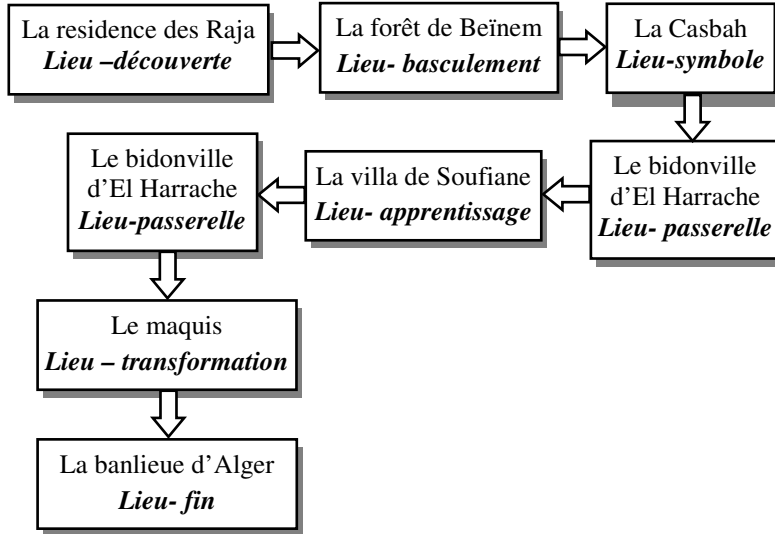 La residence des Raja
Lieu –découverte
La forêt de Beïnem
Lieu- basculement
La Casbah
Lieu-symbole
Le bidonville
d'El Harrache
Lieu- passerelle
La villa de Soufiane
Lieu- apprentissage
Le bidonville
d'El Harrache
Lieu-passerelle
Le maquis
Lieu – transformation
La banlieue d'Alger
Lieu- fin